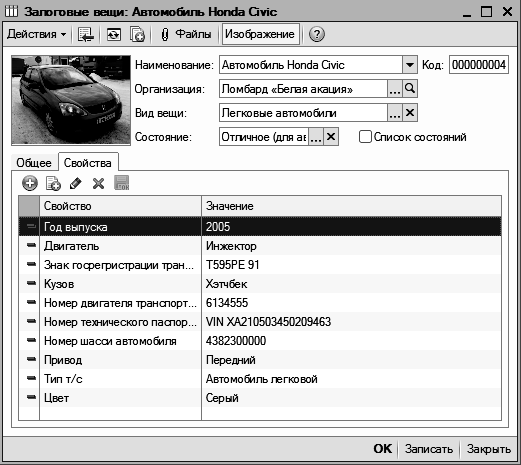 Залоговые вещи: Автомобиль Honda Civic
Действия Файлы Изображение ?
Наименование: Автомобиль Honda Civic Код: 000000004
Организация: Ломбард «Белая акация» ...
Вид вещи: Легковые автомобили ...
Состояние: Отличное (для ав ... Список состояний
Общее Свойства
Свойство Значение
Год выпуска 2005
Двигатель Инжектор
Знак госрегристрации тран... Т595РЕ 91
Кузов Хэтчбек
Номер двигателя транспорт... 6134555
Номер технического паспор... VIN XA210503450209463
Номер шасси автомобиля 4382300000
Привод Передний
Тип т/с Автомобиль легковой
Цвет Серый
OK Записать Закрыть